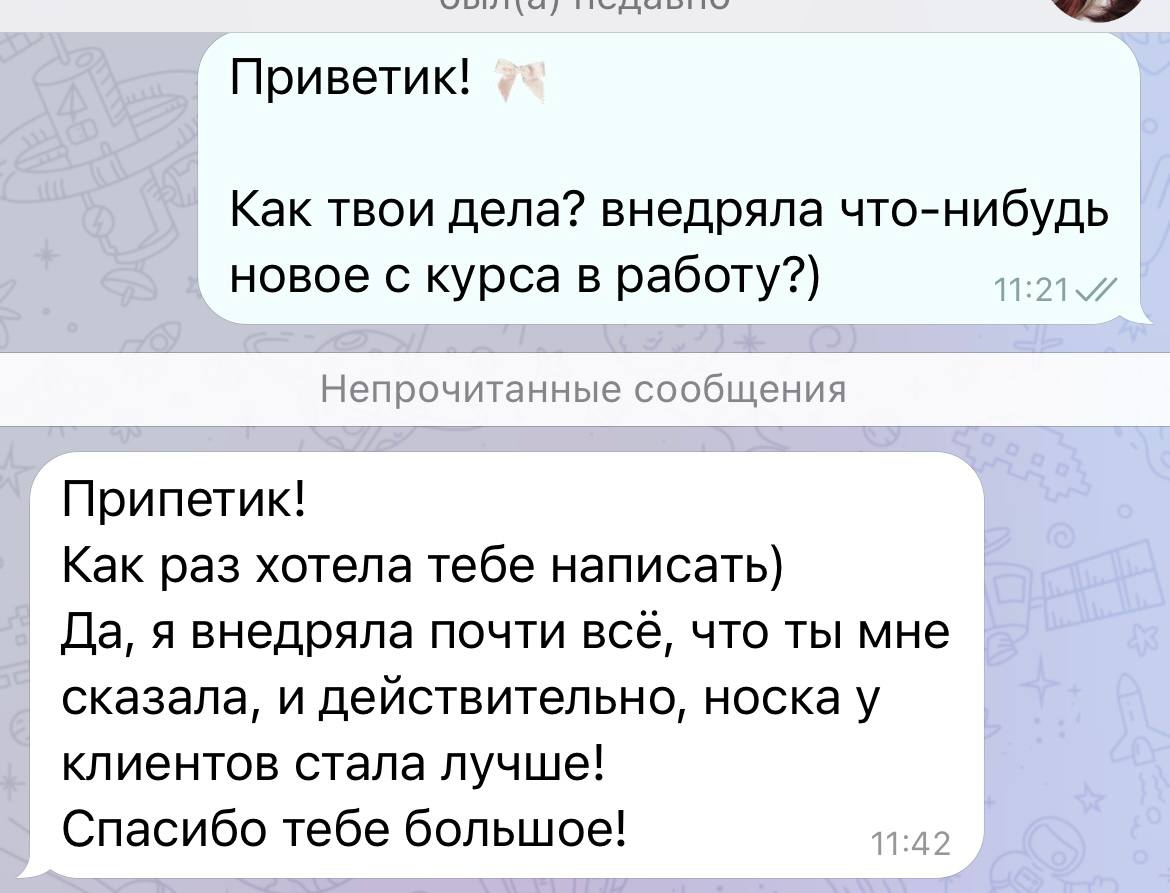 был(а) недавно
Приветик!
Как твои дела? внедряла что-нибудь
новое с курса в работу?)
11:21
Непрочитанные сообщения
Припетик!
Как раз хотела тебе написать)
Да, я внедряла почти всё, что ты мне
сказала, и действительно, носка у
клиентов стала лучше!
Спасибо тебе большое!
11:42